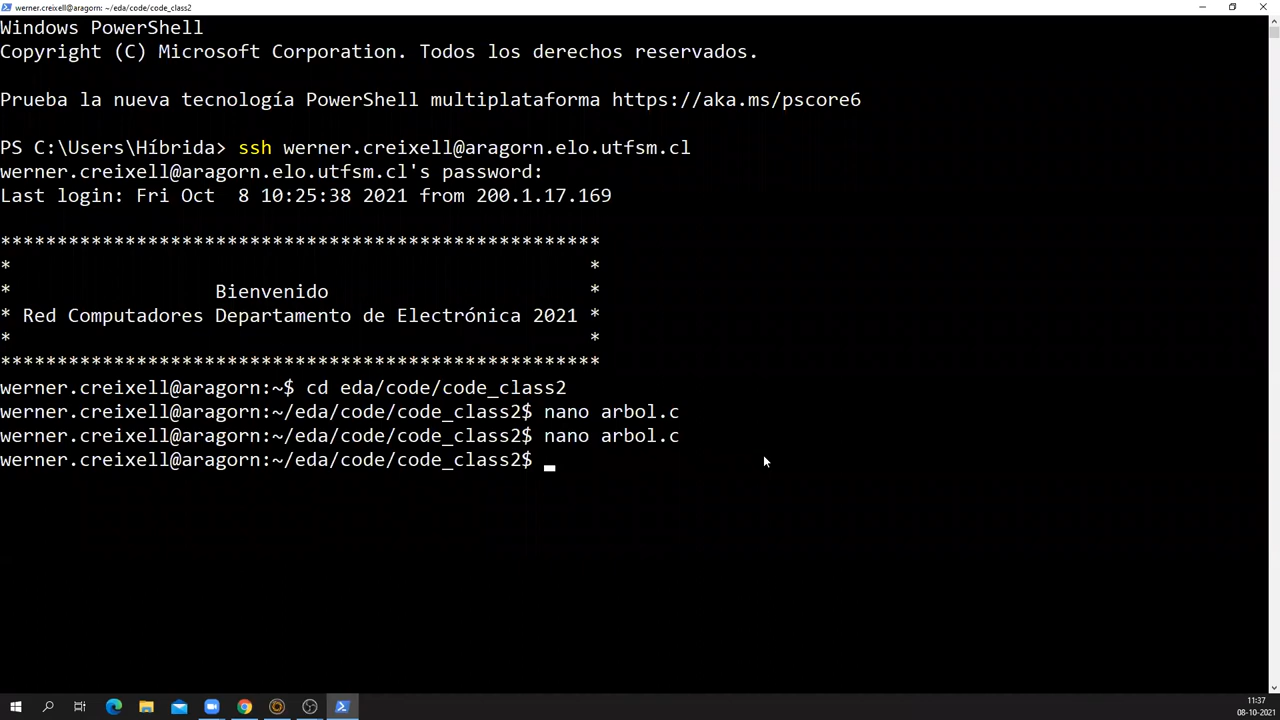 werner.creixell@aragorn: ~/eda/code/code_class2
Windows PowerShell
Copyright (C) Microsoft Corporation. Todos los derechos reservados.
Prueba la nueva tecnología PowerShell multiplataforma https://aka.ms/pscore6
PS C:\Users\Híbrida> ssh werner.creixell@aragorn.elo.utfsm.cl
werner.creixell@aragorn.elo.utfsm.cl's password:
Last login: Fri Oct  8 10:25:38 2021 from 200.1.17.169
*****************************************************
*                                                   *
*                  Bienvenido                       *
* Red Computadores Departamento de Electrónica 2021 *
*                                                   *
*****************************************************
werner.creixell@aragorn:~$ cd eda/code/code_class2
werner.creixell@aragorn:~/eda/code/code_class2$ nano arbol.c
werner.creixell@aragorn:~/eda/code/code_class2$ nano arbol.c
werner.creixell@aragorn:~/eda/code/code_class2$
11:37
08-10-2021